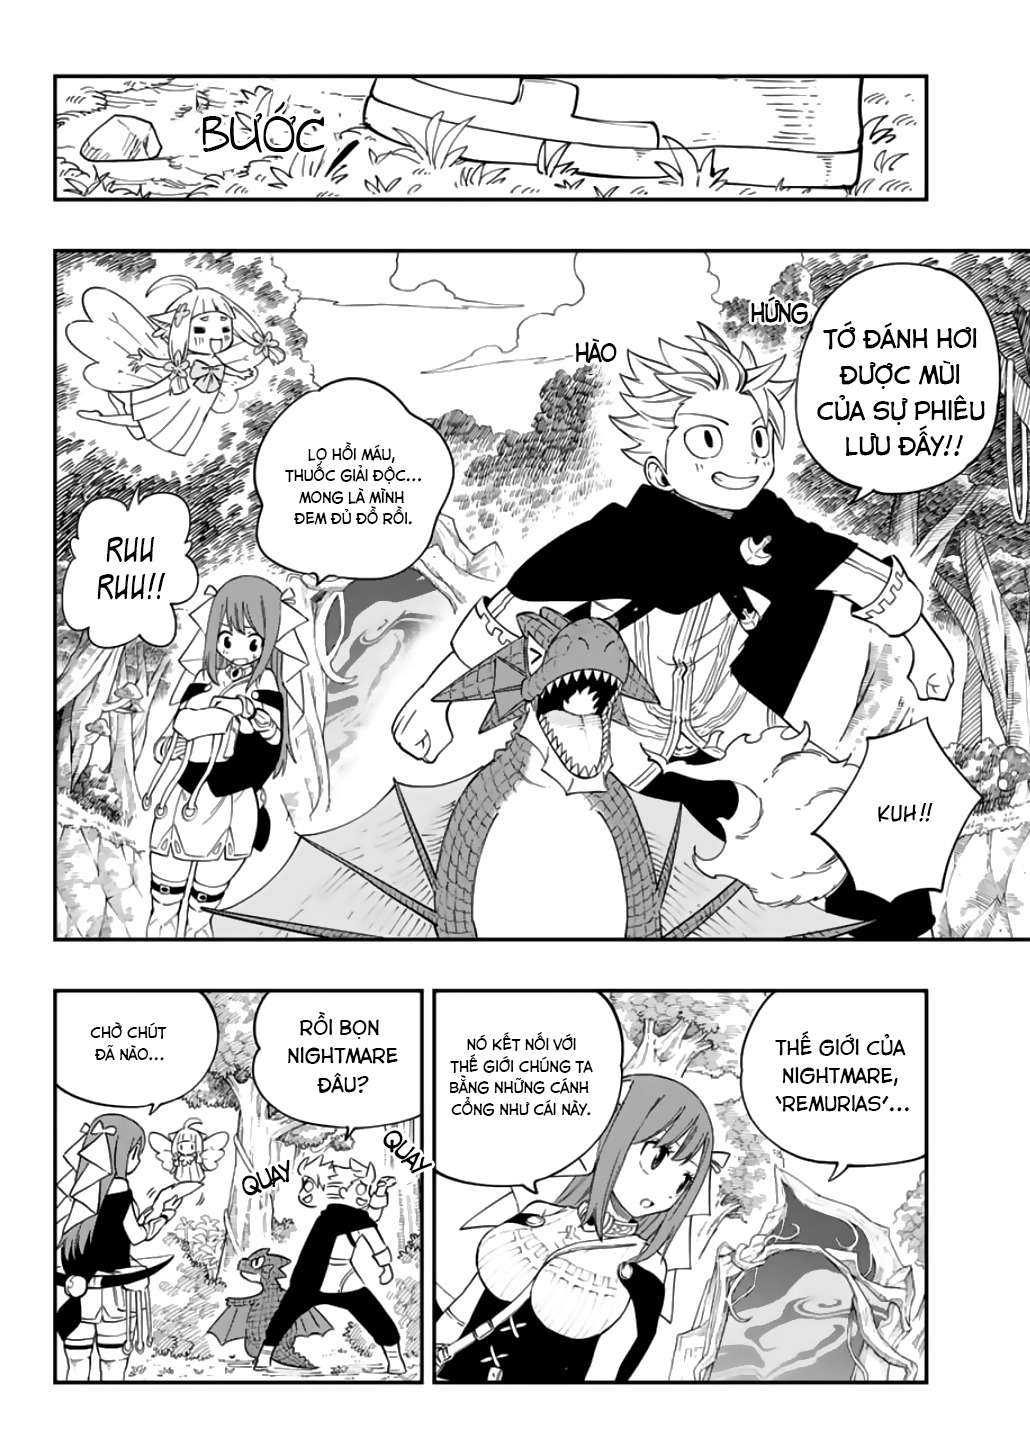 BƯỚC
HỨNG
HÀO
TỚ ĐÁNH HƠI
ĐƯỢC MÙI
CỦA SỰ PHIÊU
LƯU ĐẤY!!
LỌ HỒI MÁU,
THUỐC GIẢI ĐỘC...
MONG LÀ MÌNH
ĐEM ĐỦ ĐỒ RỒI.
RUU
RUU!!
KUH!!
CHỜ CHÚT
ĐÃ NÀO...
RỒI BỌN
NIGHTMARE
ĐÂU?
QUAY
QUAY
NÓ KẾT NỐI VỚI
THẾ GIỚI CHÚNG TA
BẰNG NHỮNG CÁNH
CỔNG NHƯ CÁI NÀY.
THẾ GIỚI CỦA
NIGHTMARE,
‘REMURIAS’...